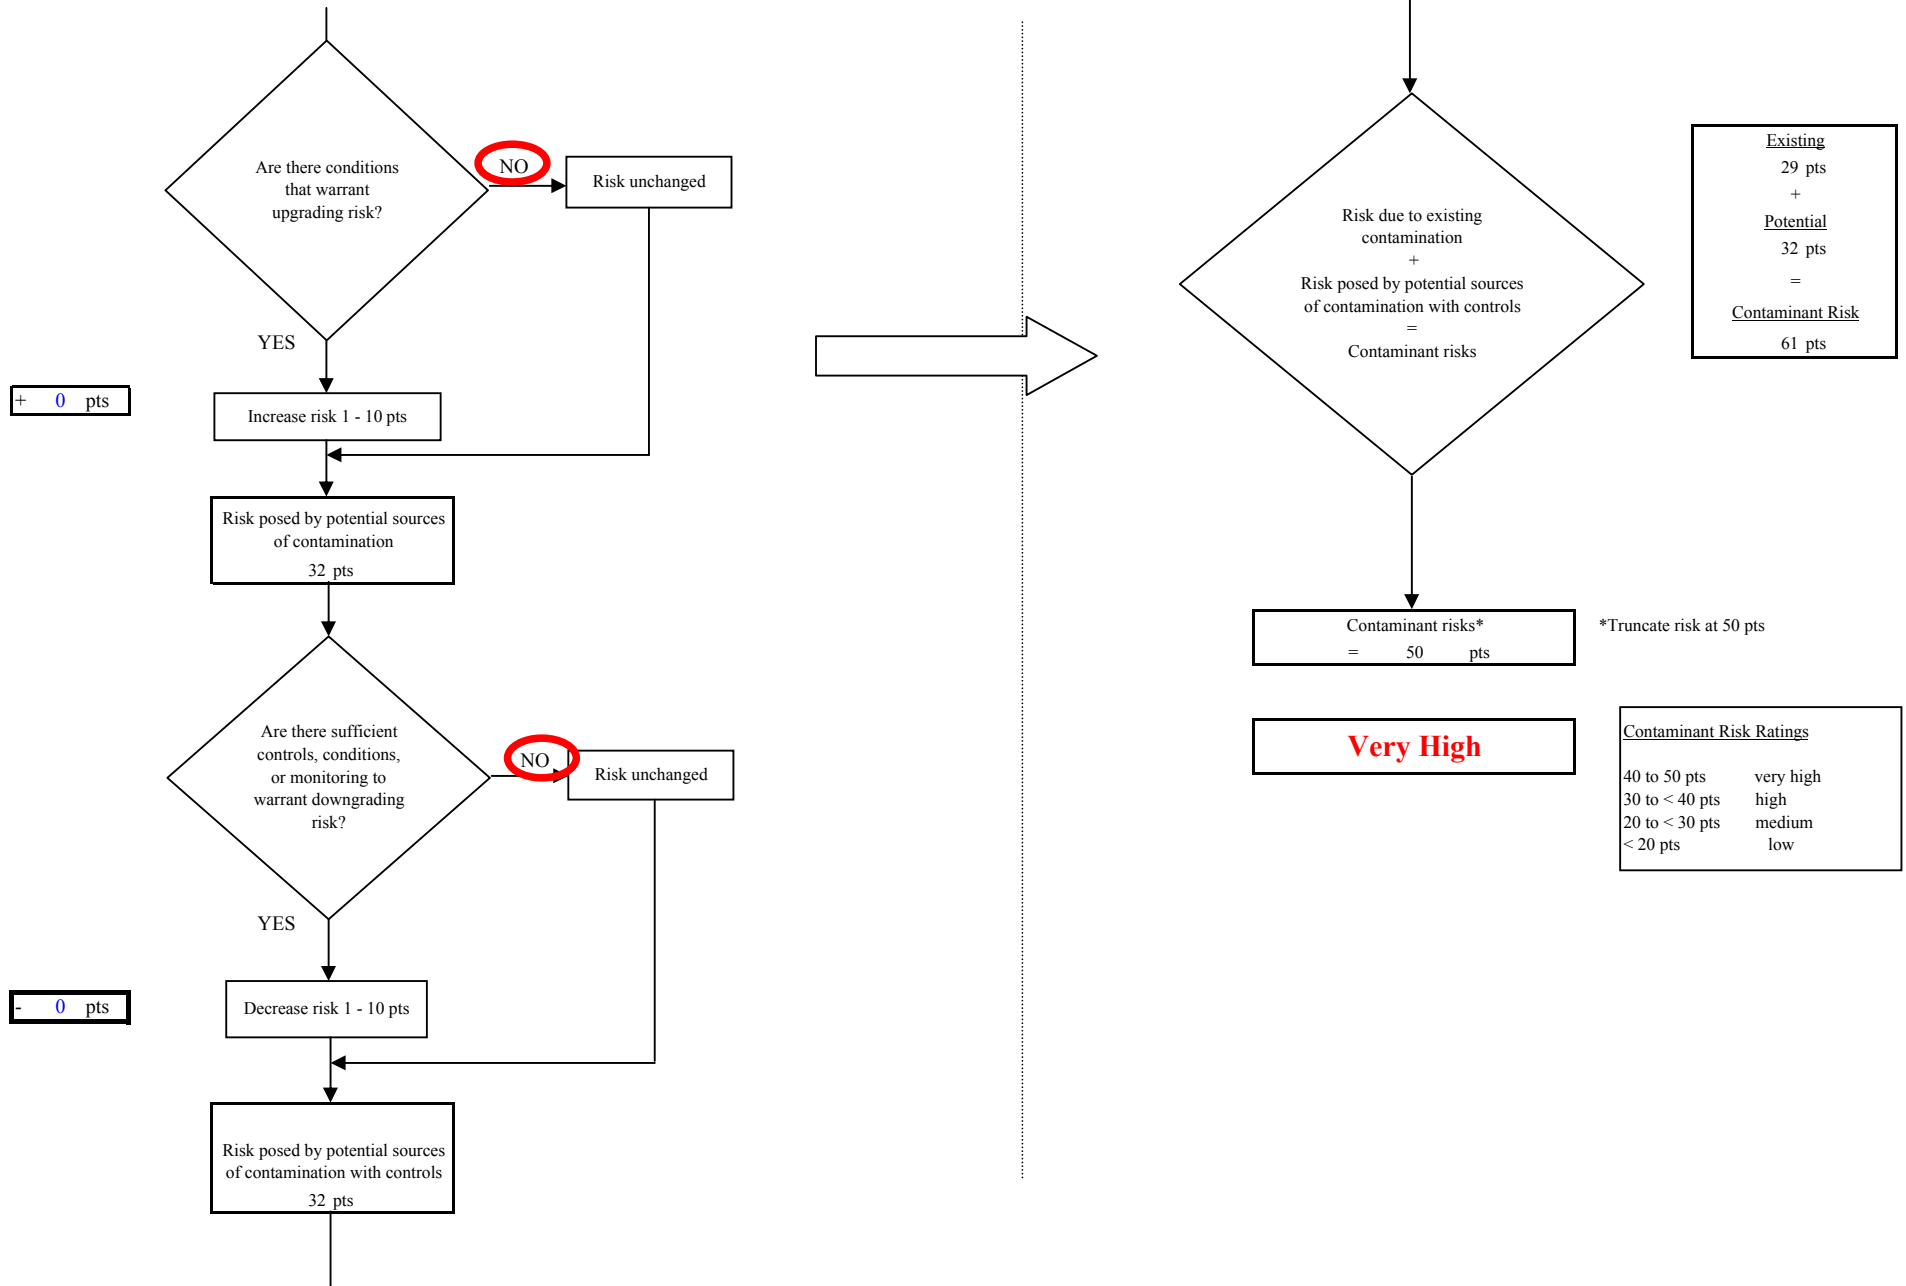 Are there conditions
that warrant
upgrading risk?
NO
Risk unchanged
YES
+ 0 pts
Increase risk 1 - 10 pts
Risk posed by potential sources
of contamination
32 pts
Are there sufficient
controls, conditions,
or monitoring to
warrant downgrading
risk?
NO
Risk unchanged
YES
- 0 pts
Decrease risk 1 - 10 pts
Risk posed by potential sources
of contamination with controls
32 pts
Risk due to existing
contamination
+
Risk posed by potential sources
of contamination with controls
=
Contaminant risks
Existing
29 pts
+
Potential
32 pts
=
Contaminant Risk
61 pts
Contaminant risks*
= 50 pts
*Truncate risk at 50 pts
Very High
Contaminant Risk Ratings
40 to 50 pts very high
30 to < 40 pts high
20 to < 30 pts medium
< 20 pts low